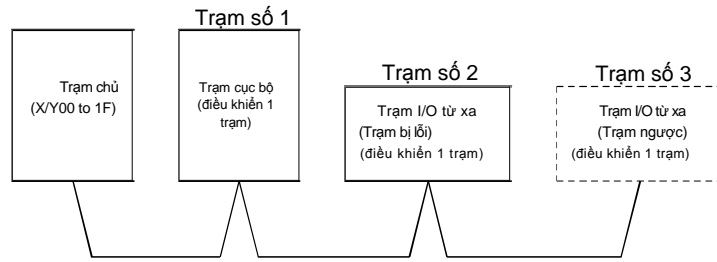 Trạm số 1
Trạm chủ
(X/Y00 to 1F)
Trạm cục bộ
(điều khiển 1
trạm)
Trạm số 2
Trạm I/O từ xa
(Trạm bị lỗi)
(điều khiển 1 trạm)
Trạm số 3
Trạm I/O từ xa
(Trạm ngược)
(điều khiển 1 trạm)